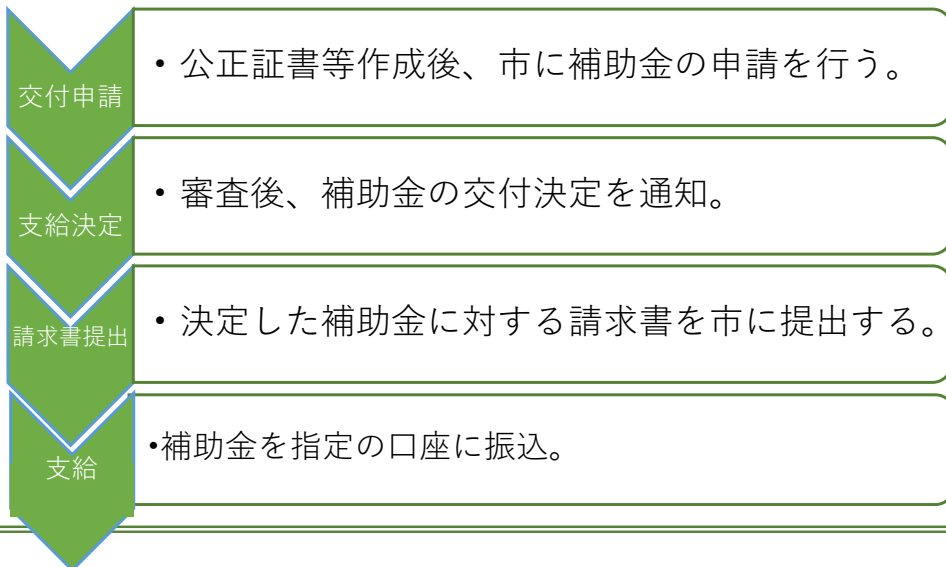 交付申請
・公正証書等作成後、市に補助金の申請を行う。
支給決定
・審査後、補助金の交付決定を通知。
請求書提出
・決定した補助金に対する請求書を市に提出する。
支給
・補助金を指定の口座に振込。